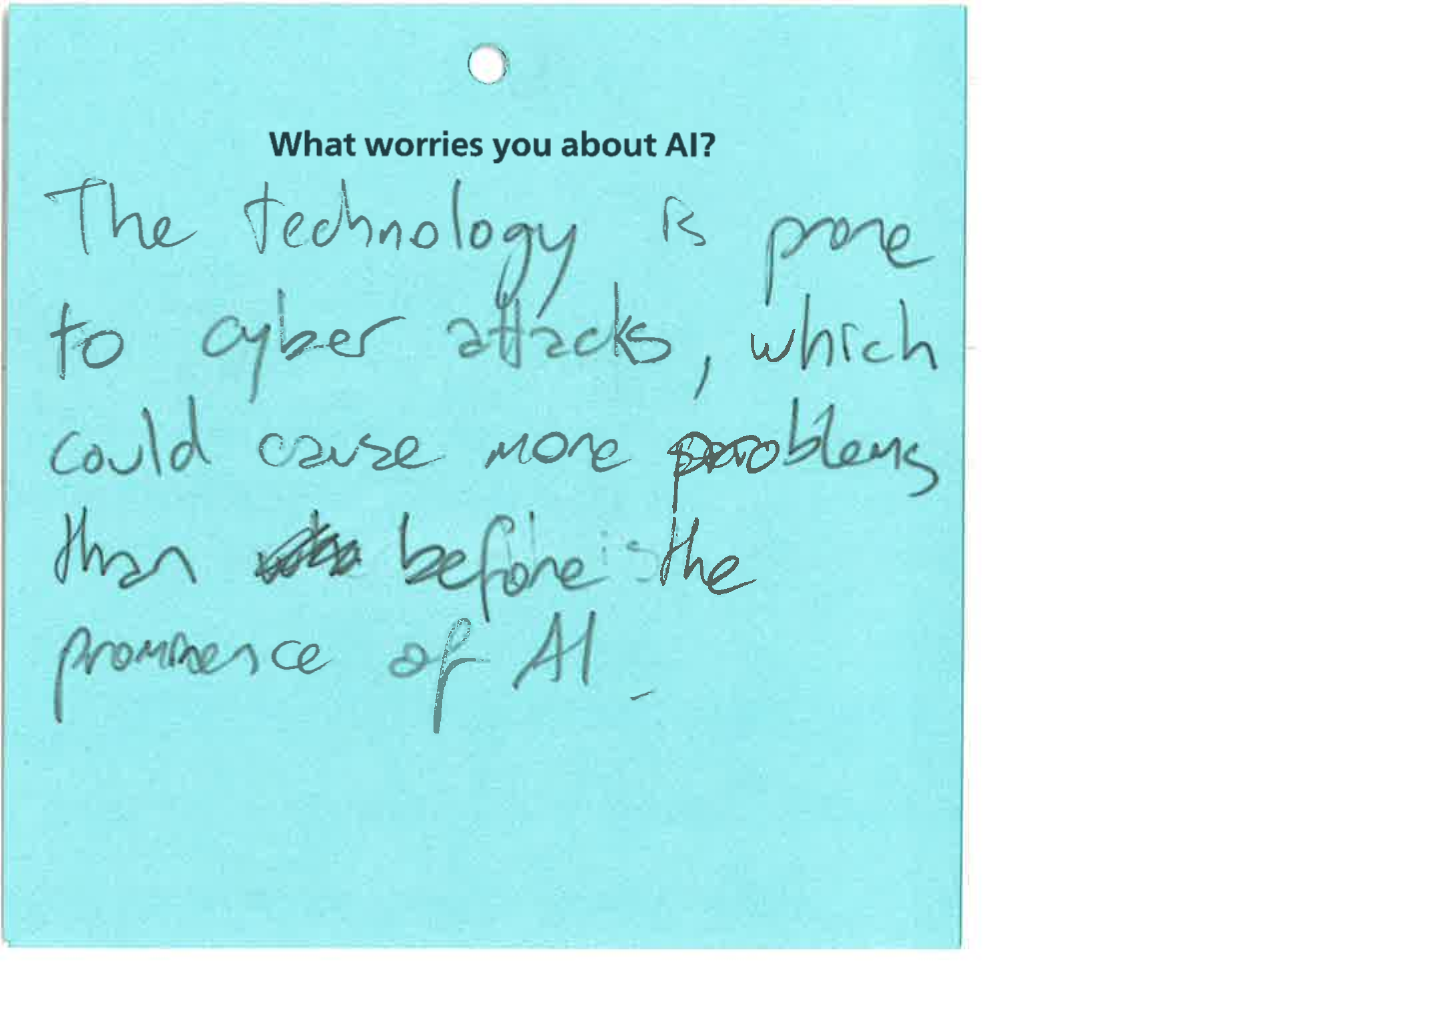 What worries you about AI?
The technology is prone
to cyber attacks, which
could cause more problems
than before the
prominence of AI.